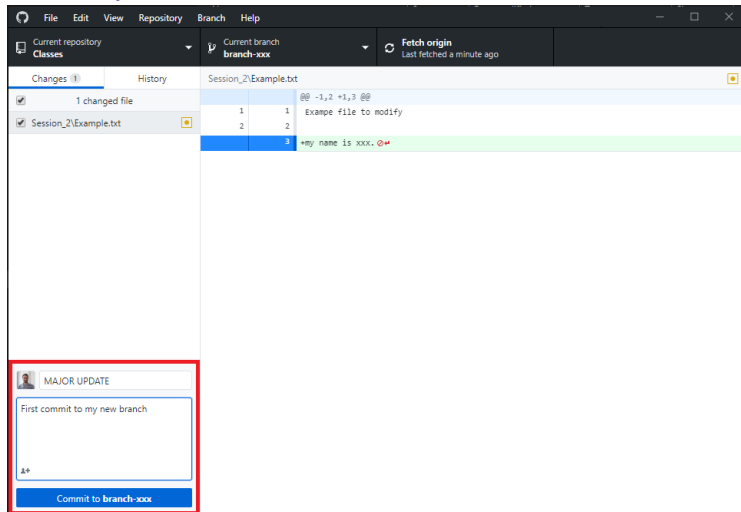 File Edit View Repository Branch Help
Current repository
Classes
Current branch
branch-xxx
Fetch origin
Last fetched a minute ago
Changes 1 History
Session_2\Example.txt
1 changed file
Session_2\Example.txt
@@ -1,2 +1,3 @@
1 1 Exampe file to modify
2 2
3 +my name is xxx.
MAJOR UPDATE
First commit to my new branch
Commit to branch-xxx